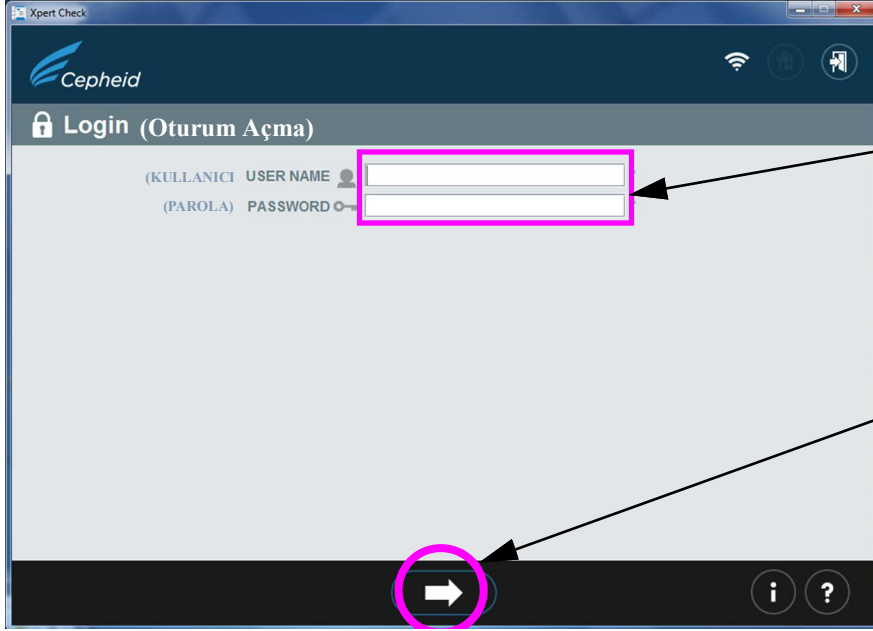 Xpert Check
Cepheid
Login (Oturum Açma)
(KULLANICI USER NAME
(PAROLA) PASSWORD
i ?